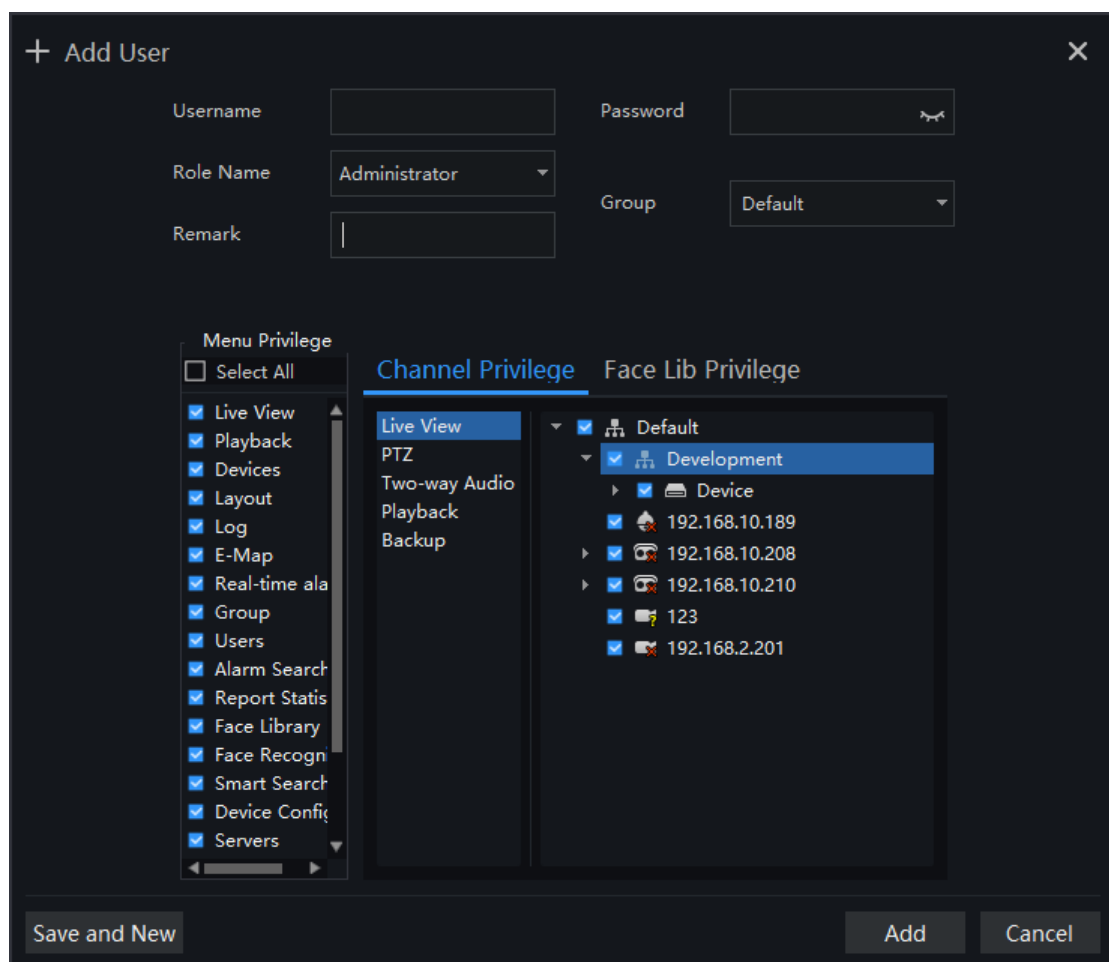 Add User
Username
Password
Role Name
Administrator
Group
Default
Remark
Menu Privilege
Select All
Live View
Playback
Devices
Layout
Log
E-Map
Real-time ala
Group
Users
Alarm Search
Report Statis
Face Library
Face Recogni
Smart Search
Device Config
Servers
Channel Privilege
Face Lib Privilege
Live View
PTZ
Two-way Audio
Playback
Backup
Default
Development
Device
192.168.10.189
192.168.10.208
192.168.10.210
123
192.168.2.201
Save and New
Add
Cancel